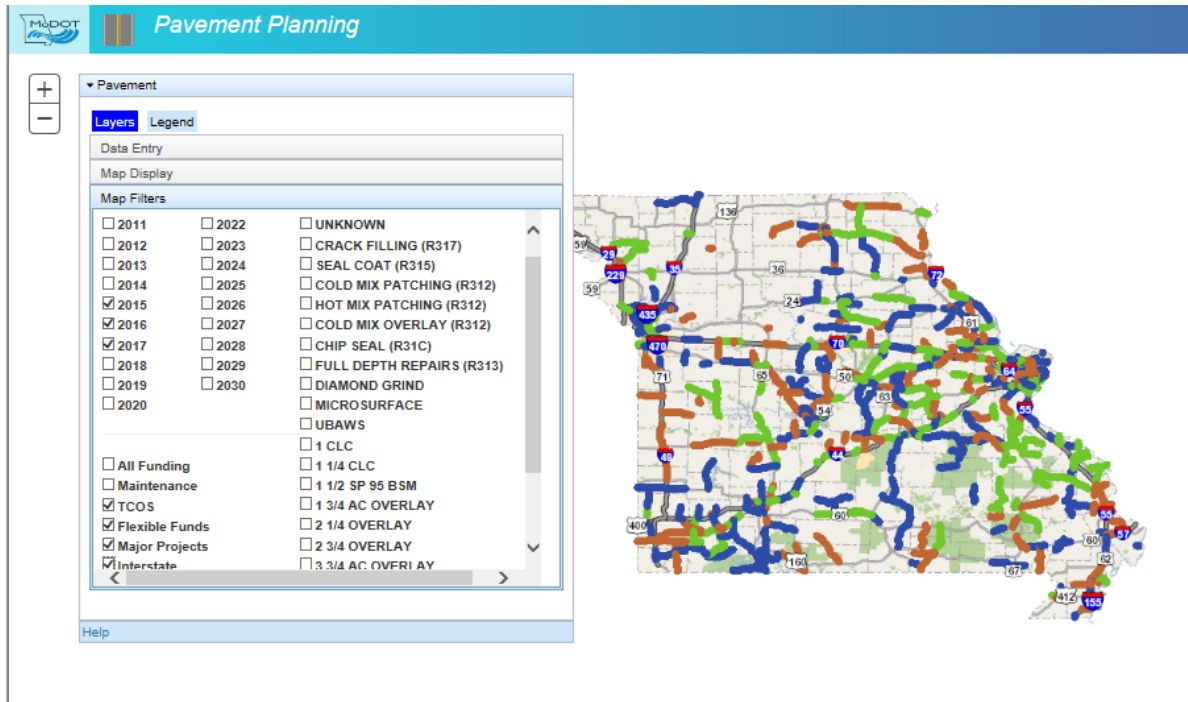 MoDOT
Pavement Planning
+
−
Pavement
Layers Legend
Data Entry
Map Display
Map Filters
2011 2022 UNKNOWN
2012 2023 CRACK FILLING (R317)
2013 2024 SEAL COAT (R315)
2014 2025 COLD MIX PATCHING (R312)
2015 2026 HOT MIX PATCHING (R312)
2016 2027 COLD MIX OVERLAY (R312)
2017 2028 CHIP SEAL (R31C)
2018 2029 FULL DEPTH REPAIRS (R313)
2019 2030 DIAMOND GRIND
2020 MICROSURFACE
UBAWS
1 CLC
All Funding 1 1/4 CLC
Maintenance 1 1/2 SP 95 BSM
TCOS 1 3/4 AC OVERLAY
Flexible Funds 2 1/4 OVERLAY
Major Projects 2 3/4 OVERLAY
Interstate 3 3/4 AC OVERLAY
Help
136
59 29 35 36 72
229
59 24
435 61
470 70
71 65 50 64
63
54 55
49 44
400 60 55
57
60
160 67 62
412 155